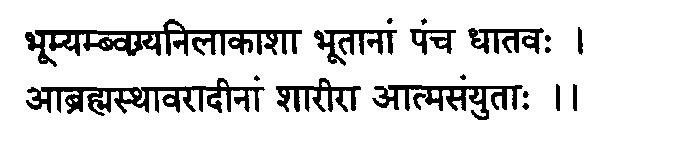 भूम्यम्ब्वग्न्यनिलाकाशा भूतानां पंच धातवः ।
आब्रह्मस्थावरादीनां शारीरा आत्मसंयुताः ।।